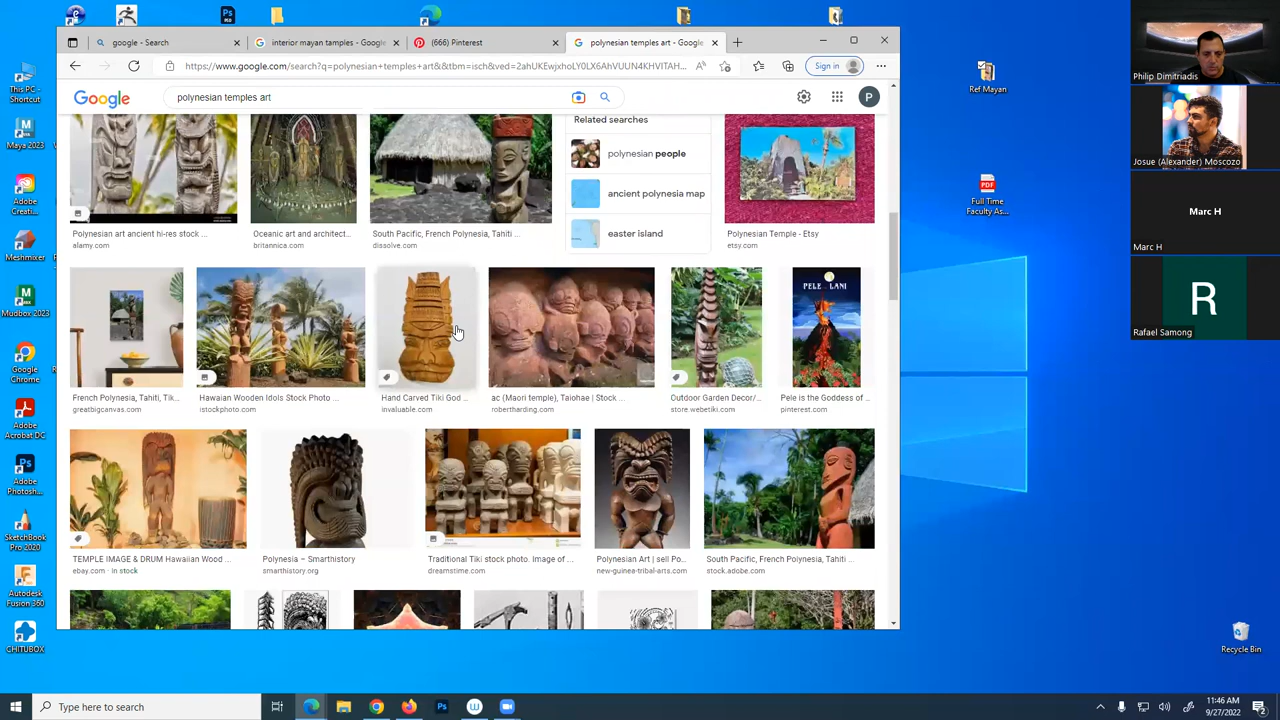 google - Search
interior mayan tamples - Google
(666) Pinterest
polynesian temples art - Google
https://www.google.com/search?q=polynesian+temples+art&&tbm=isch&ved=2ahUKEwjxhoLY0LX6AhVUUN4KHVITAH...
Sign in
Google
polynesian temples art
P
Related searches
polynesian people
ancient polynesia map
easter island
Polynesian art ancient hi-res stock ...
alamy.com
Oceanic art and architect...
britannica.com
South Pacific, French Polynesia, Tahiti ...
dissolve.com
Polynesian Temple - Etsy
etsy.com
PELE LANI
French Polynesia, Tahiti, Tik...
greatbigcanvas.com
Hawaiian Wooden Idols Stock Photo ...
istockphoto.com
Hand Carved Tiki God ...
invaluable.com
ac (Maori temple), Taiohae | Stock ...
robertharding.com
Outdoor Garden Decor/...
store.webetiki.com
Pele is the Goddess of ...
pinterest.com
TEMPLE IMAGE & DRUM Hawaiian Wood ...
ebay.com · In stock
Polynesia – Smarthistory
smarthistory.org
Traditional Tiki stock photo. Image of ...
dreamstime.com
Polynesian Art | sell Po...
new-guinea-tribal-arts.com
South Pacific, French Polynesia, Tahiti ...
stock.adobe.com
This PC -
Shortcut
Maya 2023
Adobe
Creati...
Meshmixer
Mudbox 2023
Google
Chrome
Adobe
Acrobat DC
Adobe
Photosh...
SketchBook
Pro 2020
Autodesk
Fusion 360
CHITUBOX
Ref Mayan
PDF
Full Time
Faculty As...
Recycle Bin
Philip Dimitriadis
Josue (Alexander) Moscozo
Marc H
Marc H
R
Rafael Samong
Type here to search
11:46 AM
9/27/2022
2